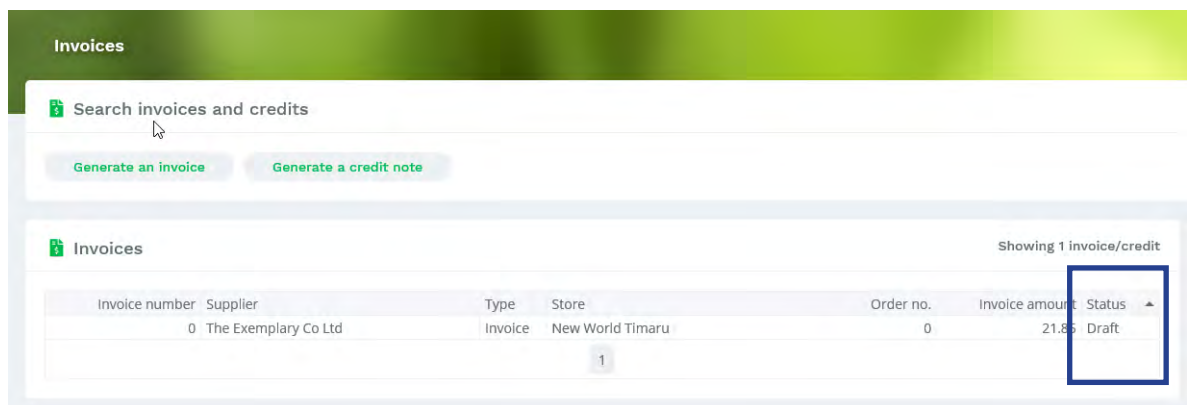 Invoices
Search invoices and credits
Generate an invoice Generate a credit note
Invoices Showing 1 invoice/credit
Invoice number Supplier Type Store Order no. Invoice amount Status
0 The Exemplary Co Ltd Invoice New World Timaru 0 21.85 Draft
1